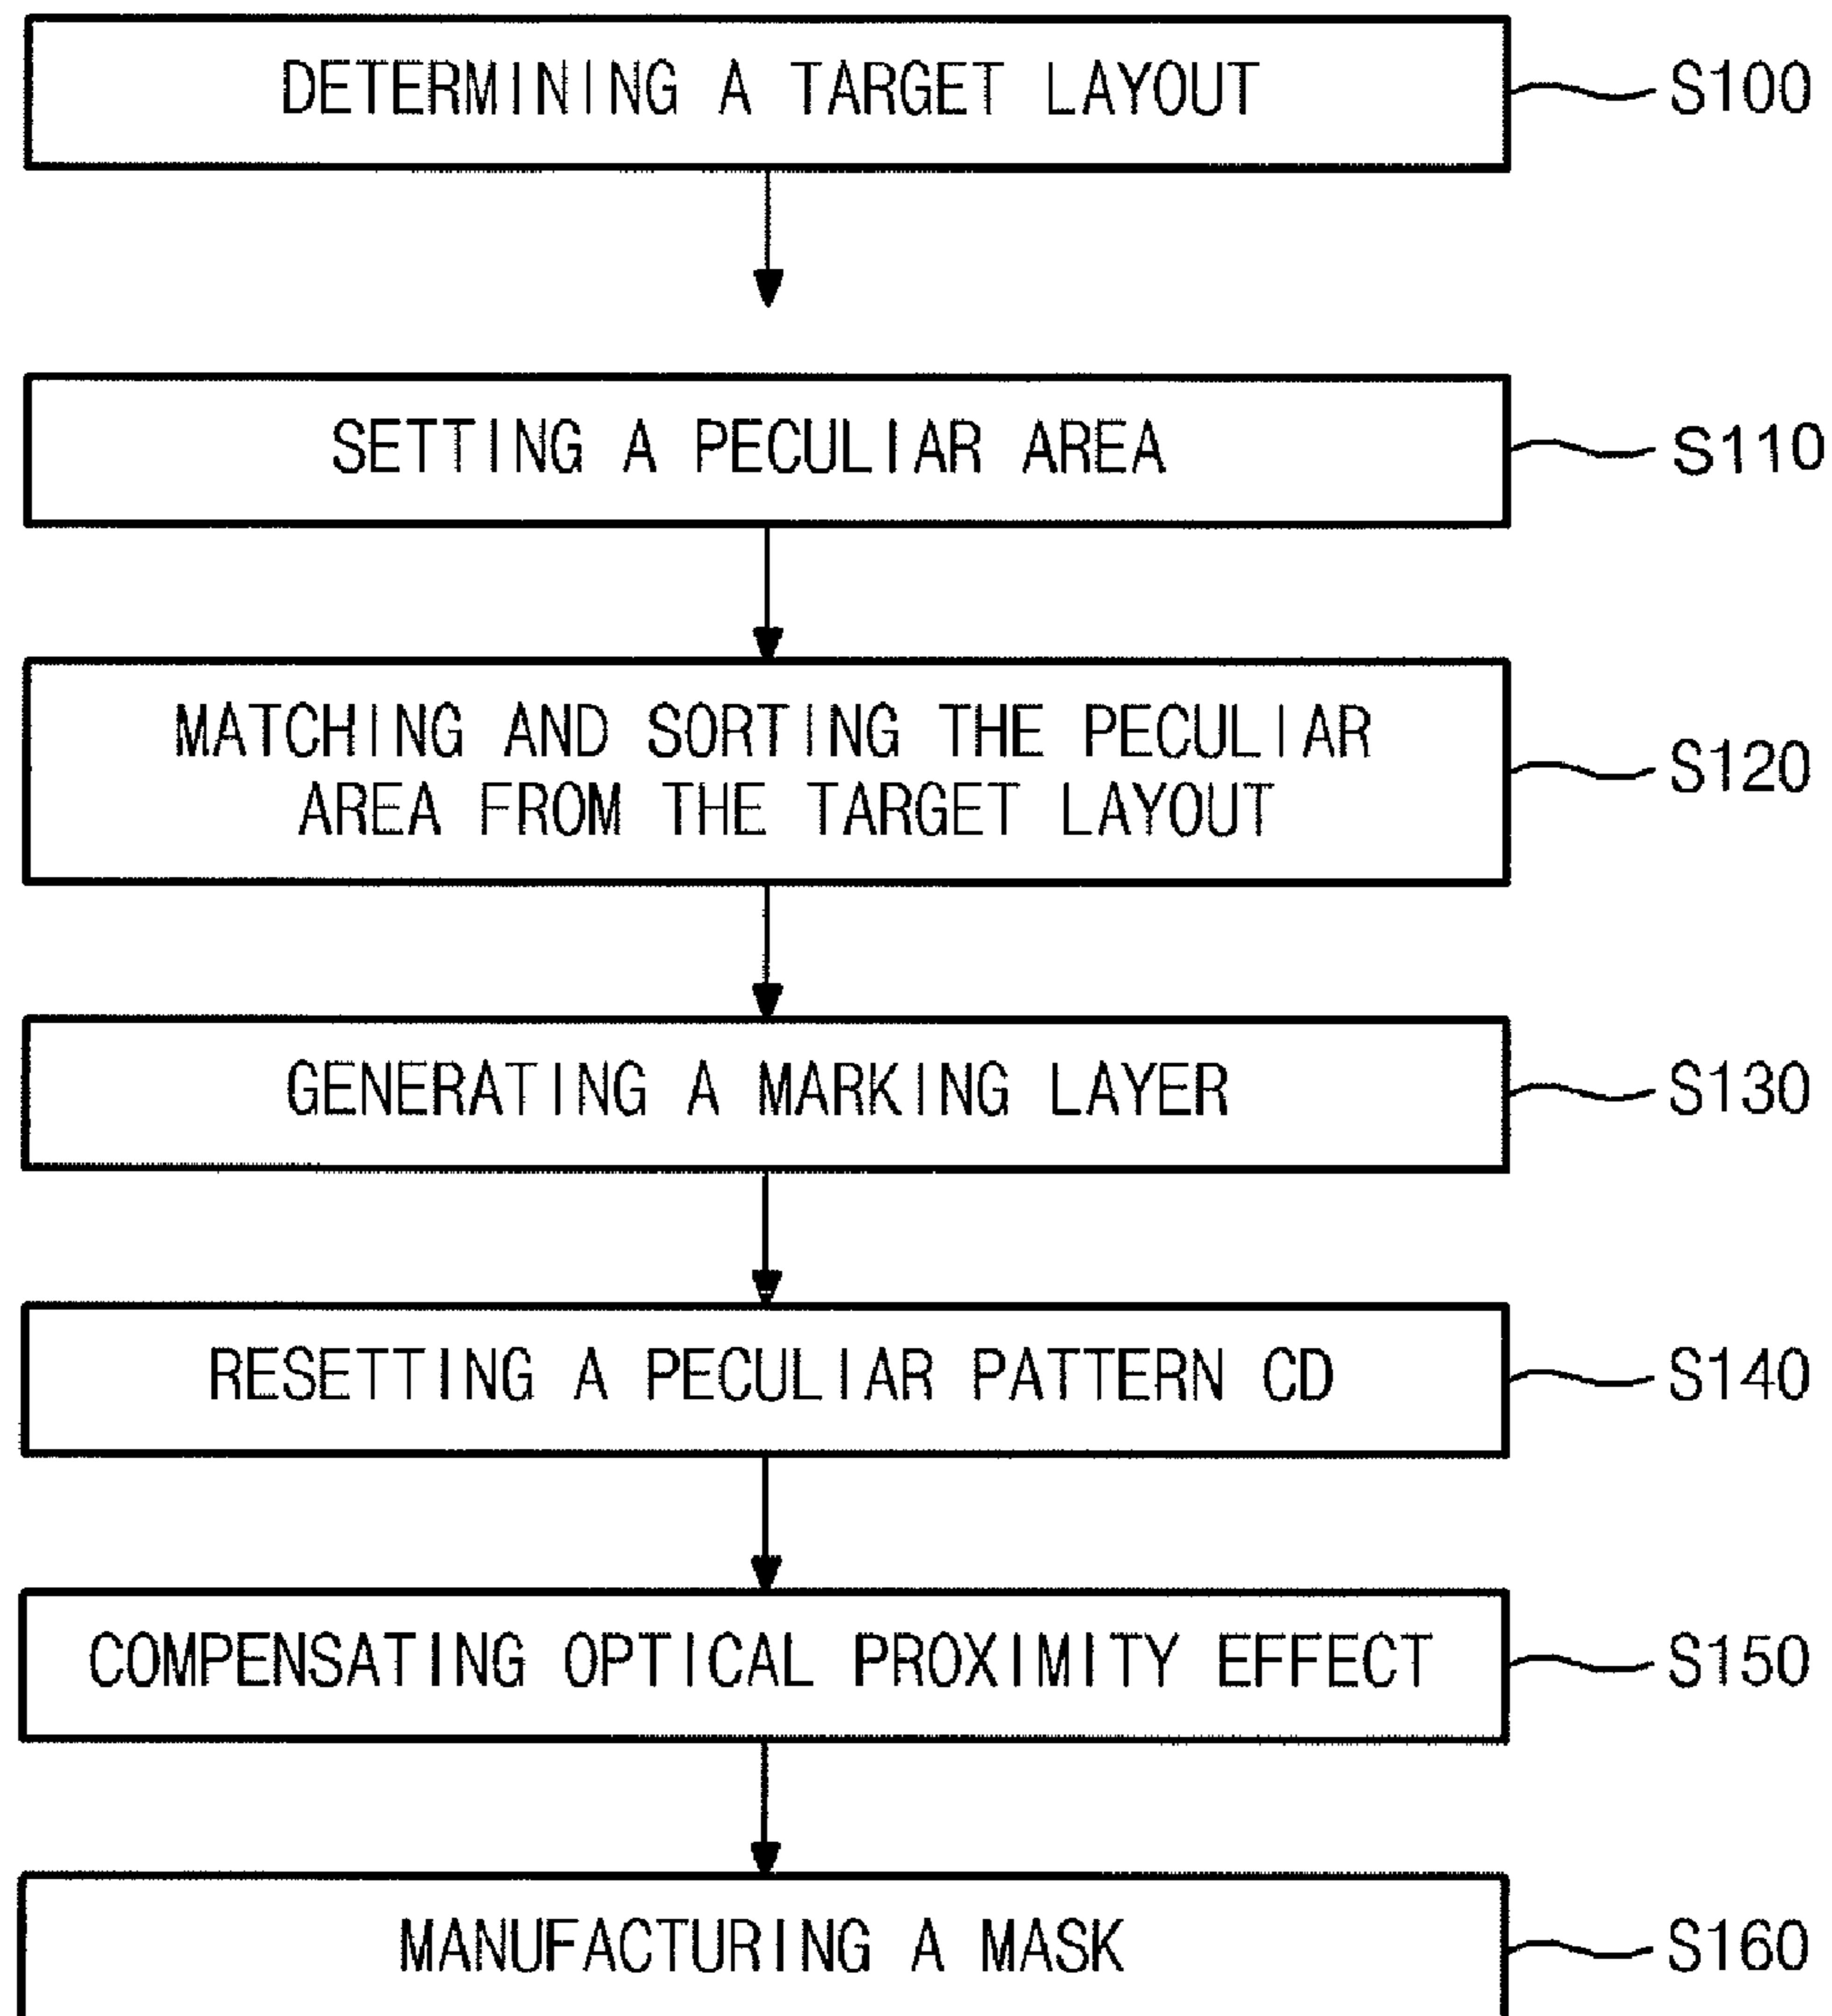 DETERMINING A TARGET LAYOUT
S100
SETTING A PECULIAR AREA
S110
MATCHING AND SORTING THE PECULIAR
AREA FROM THE TARGET LAYOUT
S120
GENERATING A MARKING LAYER
S130
RESETTING A PECULIAR PATTERN CD
S140
COMPENSATING OPTICAL PROXIMITY EFFECT
S150
MANUFACTURING A MASK
S160